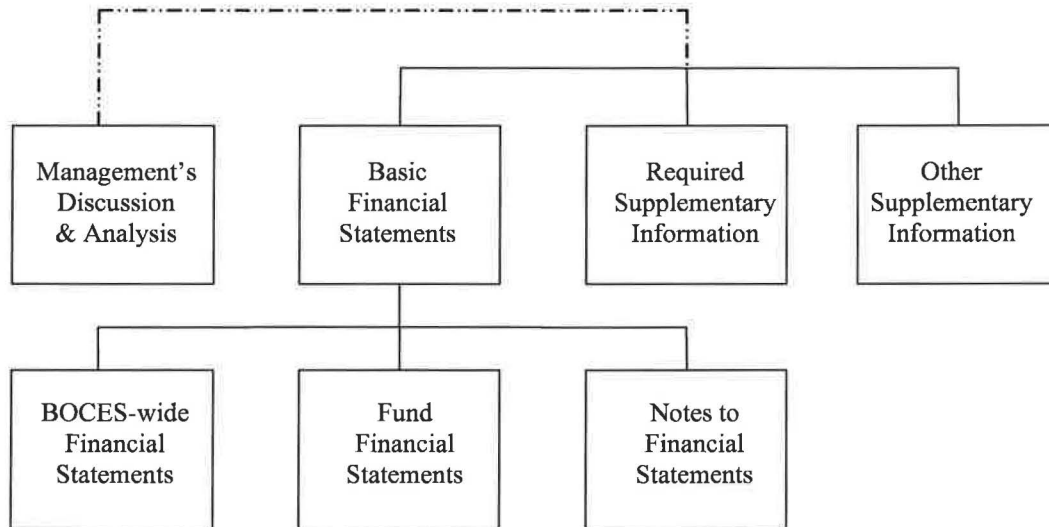 Management's
Discussion
& Analysis
Basic
Financial
Statements
Required
Supplementary
Information
Other
Supplementary
Information
BOCES-wide
Financial
Statements
Fund
Financial
Statements
Notes to
Financial
Statements